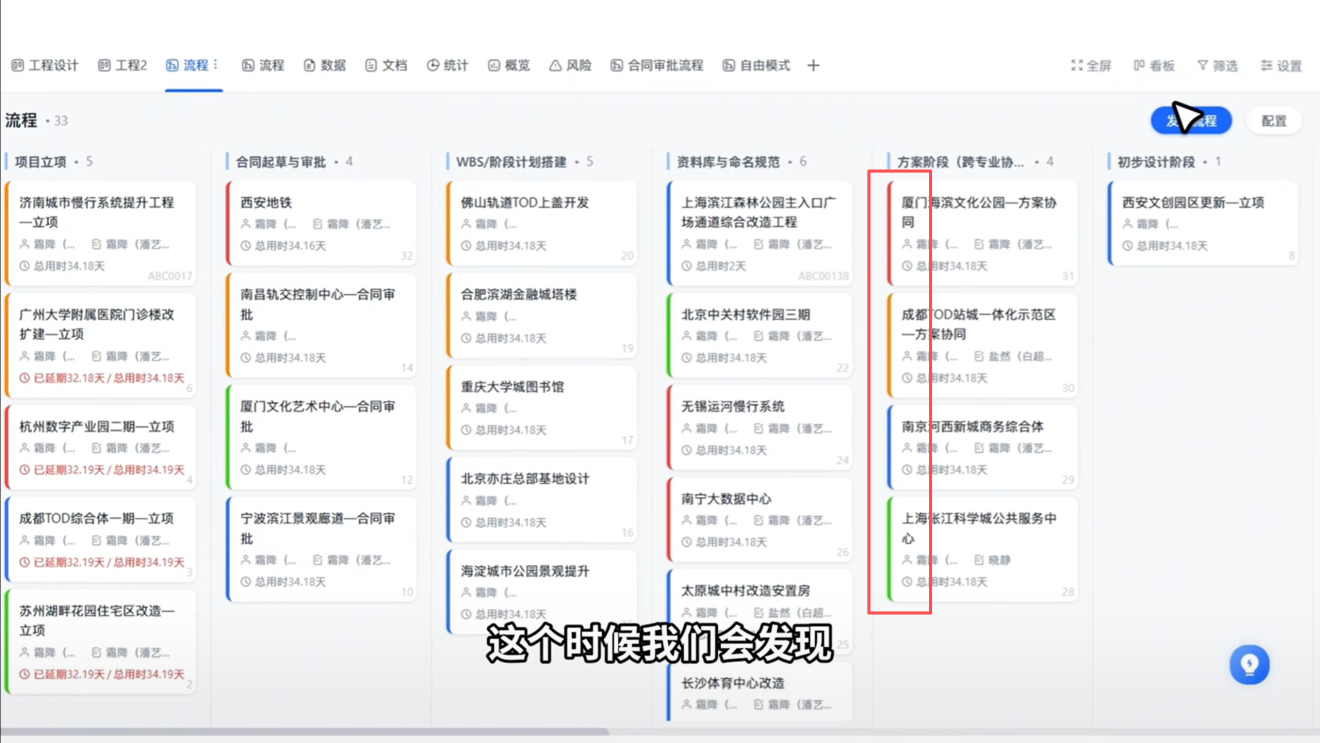 工程设计 工程2 流程 流程 数据 文档 统计 概览 风险 合同审批流程 自由模式 全屏 看板 筛选 设置
流程 • 33
流程 配置
项目立项 • 5
济南城市慢行系统提升工程
—立项
霜降（... 霜降（潘艺...
总用时34.18天
ABC0017
广州大学附属医院门诊楼改
扩建—立项
霜降（... 霜降（潘艺...
已延期32.18天 / 总用时34.18天
6
杭州数字产业园二期—立项
霜降（... 霜降（潘艺...
已延期32.19天 / 总用时34.19天
4
成都TOD综合体一期—立项
霜降（... 霜降（潘艺...
已延期32.19天 / 总用时34.19天
3
苏州湖畔花园住宅区改造—
立项
霜降（... 霜降（潘艺...
已延期32.19天 / 总用时34.19天
2
合同起草与审批 • 4
西安地铁
霜降（... 霜降（潘艺...
总用时34.16天
32
南昌轨交控制中心—合同审
批
霜降（...
总用时34.18天
14
厦门文化艺术中心—合同审
批
霜降（...
总用时34.18天
12
宁波滨江景观廊道—合同审
批
霜降（... 霜降（潘艺...
总用时34.18天
10
WBS/阶段计划搭建 • 5
佛山轨道TOD上盖开发
霜降（...
总用时34.18天
20
合肥滨湖金融城塔楼
霜降（...
总用时34.18天
19
重庆大学城图书馆
霜降（...
总用时34.18天
17
北京亦庄总部基地设计
霜降（...
总用时34.18天
16
海淀城市公园景观提升
霜降（...
总用时34.18天
资料库与命名规范 • 6
上海滨江森林公园主入口广
场通道综合改造工程
霜降（... 霜降（潘艺...
总用时2天
ABC00138
北京中关村软件园三期
霜降（... 霜降（潘艺...
总用时34.18天
22
无锡运河慢行系统
霜降（... 霜降（潘艺...
总用时34.18天
24
南宁大数据中心
霜降（... 霜降（潘艺...
总用时34.18天
26
太原城中村改造安置房
霜降（... 盐然（白超...
25
长沙体育中心改造
霜降（... 霜降（潘艺...
方案阶段（跨专业协... • 4
厦门海滨文化公园—方案协
同
霜降（... 霜降（潘艺...
总用时34.18天
31
成都TOD站城一体化示范区
—方案协同
霜降（... 盐然（白超...
总用时34.18天
30
南京河西新城商务综合体
霜降（... 霜降（潘艺...
总用时34.18天
29
上海张江科学城公共服务中
心
霜降（... 晓静
总用时34.18天
28
初步设计阶段 • 1
西安文创园区更新—立项
霜降（...
总用时34.18天
8
这个时候我们会发现